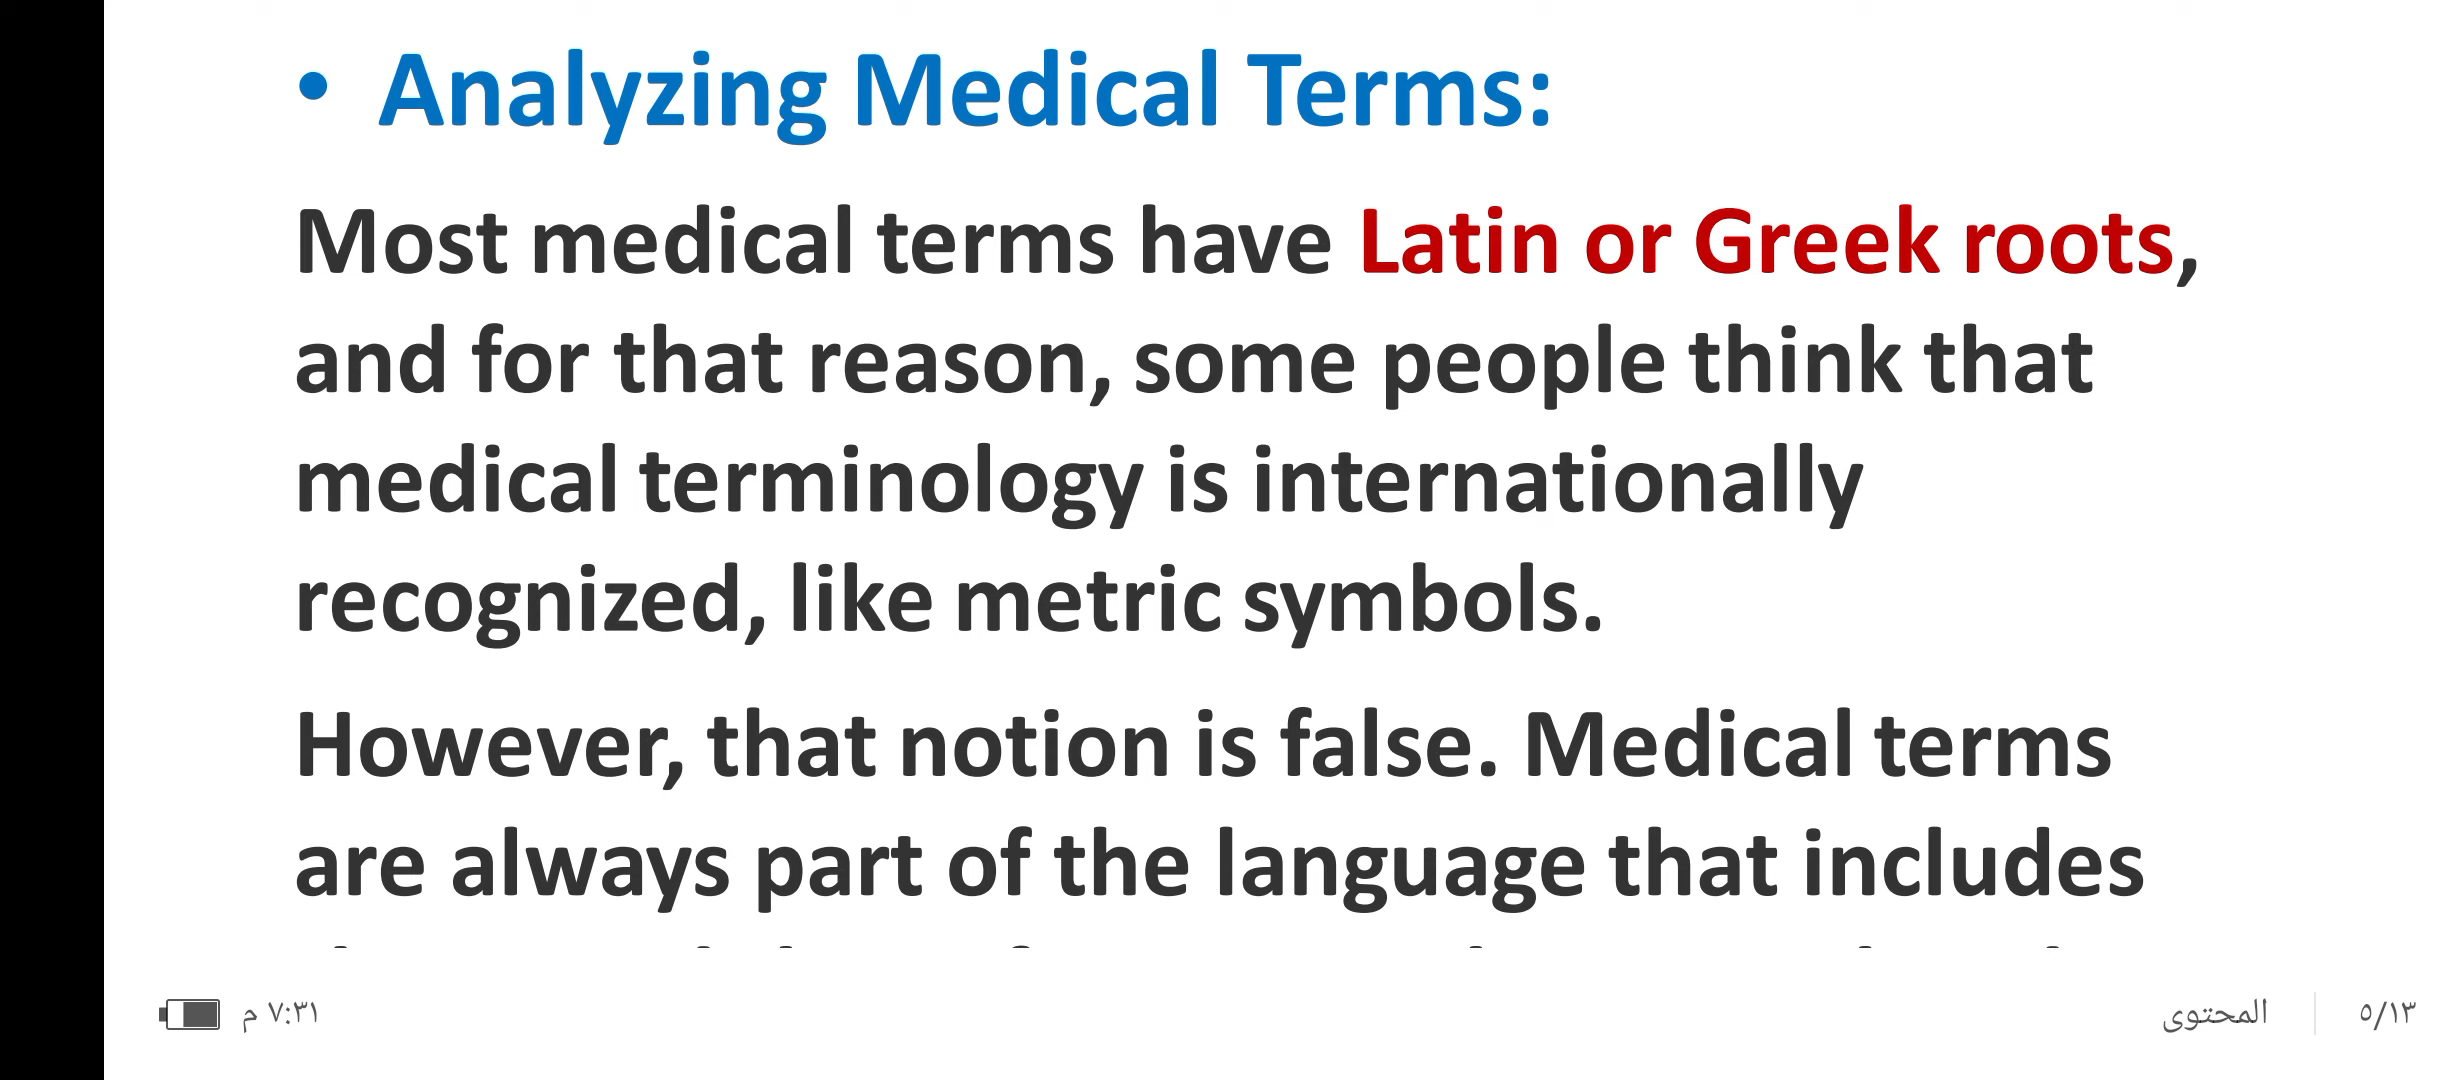 • Analyzing Medical Terms:
Most medical terms have Latin or Greek roots,
and for that reason, some people think that
medical terminology is internationally
recognized, like metric symbols.
However, that notion is false. Medical terms
are always part of the language that includes
٧:٣١ م
المحتوى
٥/١٣